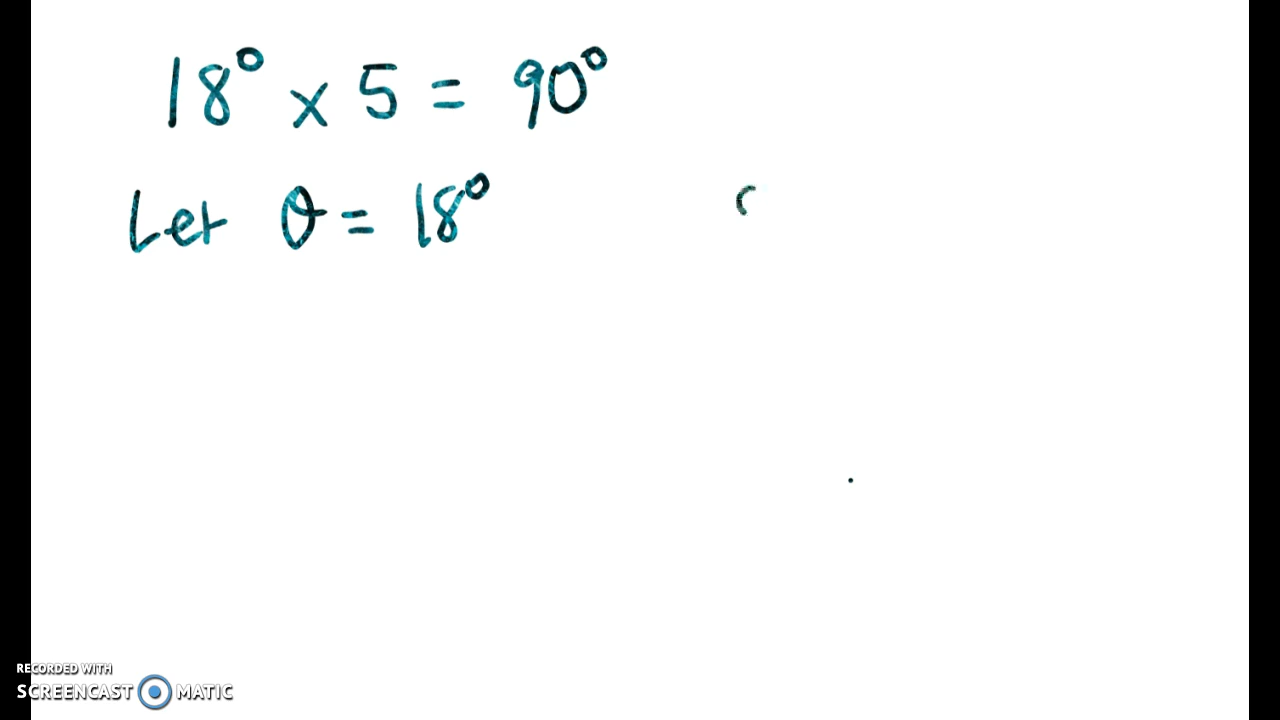 18° × 5 = 90°
Let θ = 18°
RECORDED WITH
SCREENCAST MATIC